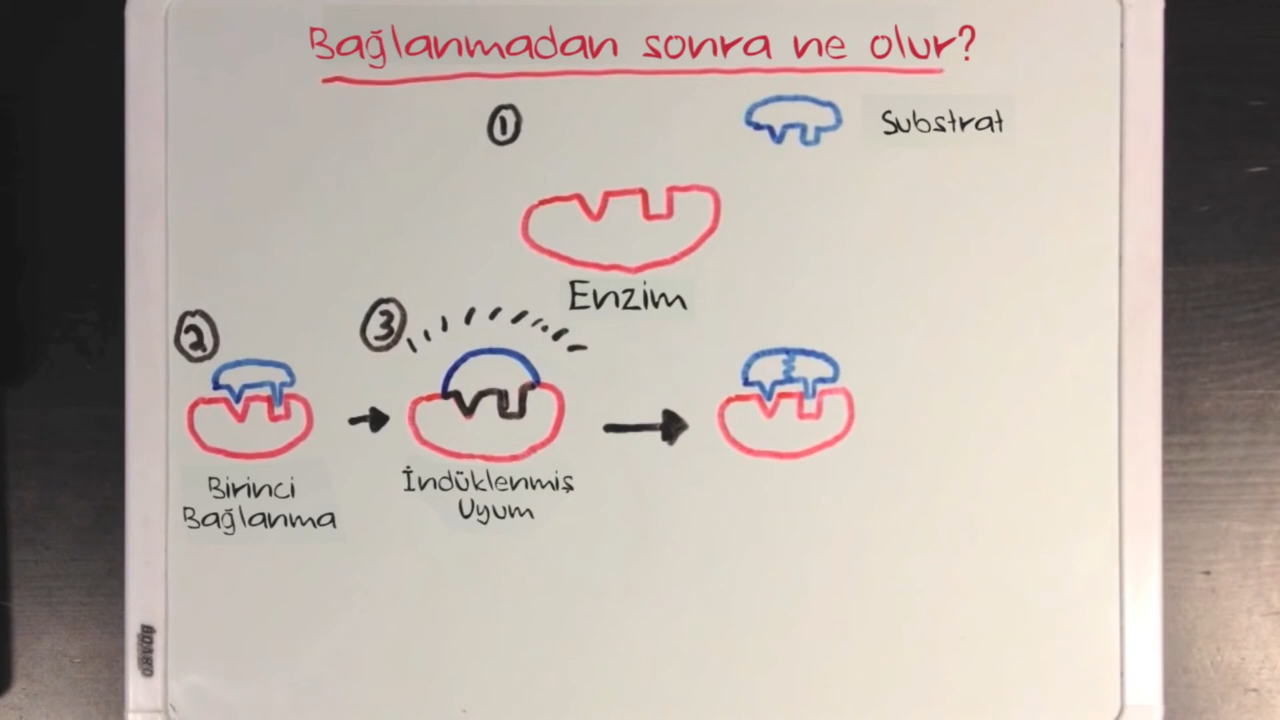 Bağlanmadan sonra ne olur?
1
Substrat
Enzim
2
3
Birinci
Bağlanma
İndüklenmiş
Uyum